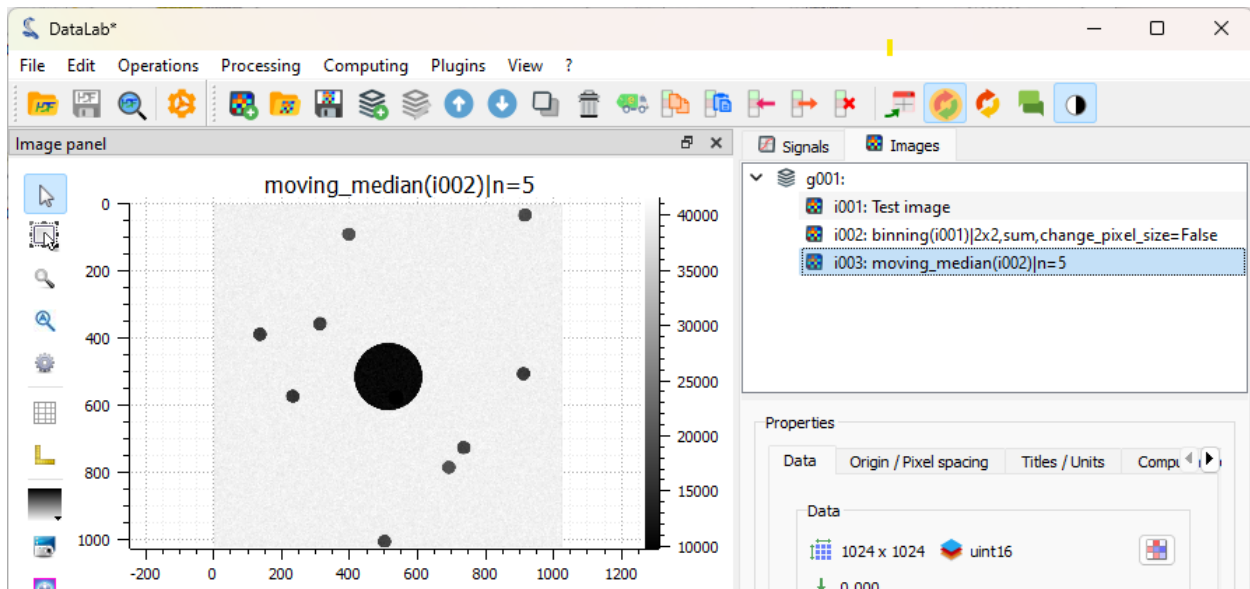 DataLab*
File Edit Operations Processing Computing Plugins View ?
Image panel
Signals Images
moving_median(i002)|n=5
g001:
i001: Test image
i002: binning(i001)|2x2,sum,change_pixel_size=False
i003: moving_median(i002)|n=5
0
200
400
600
800
1000
-200 0 200 400 600 800 1000 1200
40000
35000
30000
25000
20000
15000
10000
Properties
Data Origin / Pixel spacing Titles / Units
Data
1024 x 1024 uint16